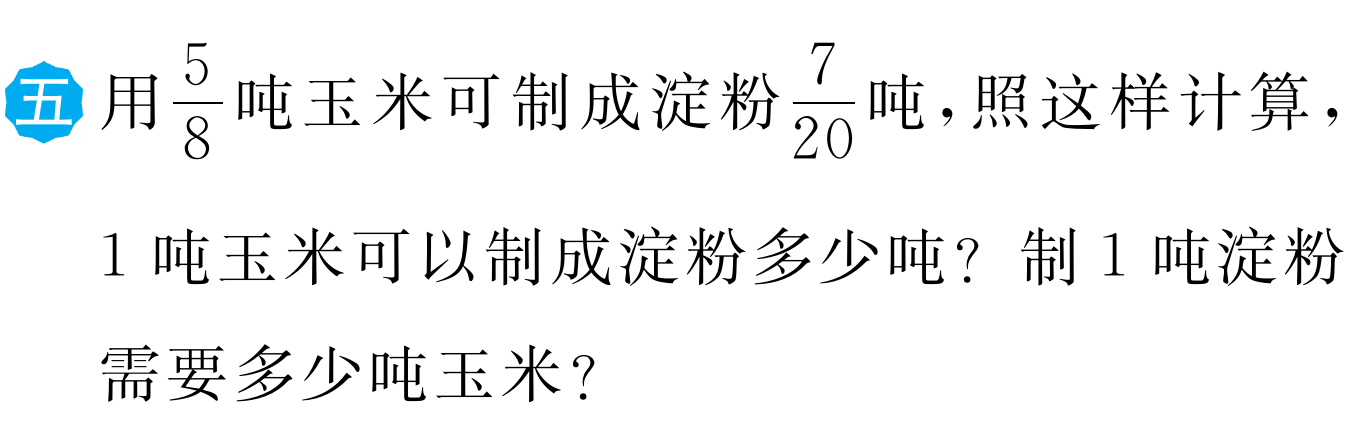 五 用5/8吨玉米可制成淀粉7/20吨,照这样计算,
1 吨玉米可以制成淀粉多少吨? 制 1 吨淀粉
需要多少吨玉米?